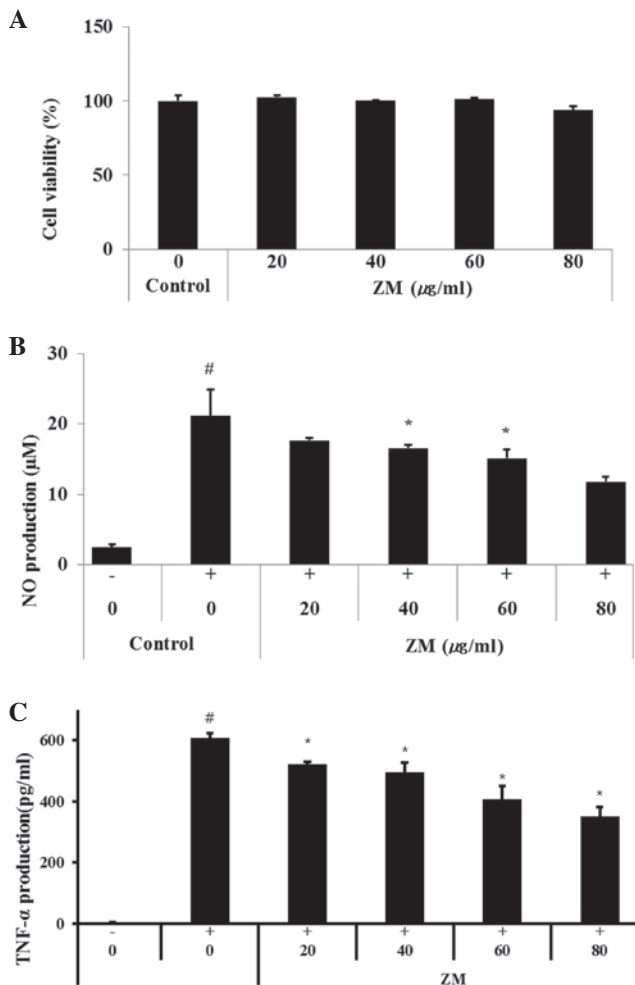 A
150
100
50
0
Cell viability (%)
0 20 40 60 80
Control ZM (µg/ml)
B
30
20
10
0
NO production (µM)
#
* *
- + + + + +
0 0 20 40 60 80
Control ZM (µg/ml)
C
600
400
200
0
TNF-α production(pg/ml)
#
* * * *
- + + + + +
0 0 20 40 60 80
ZM